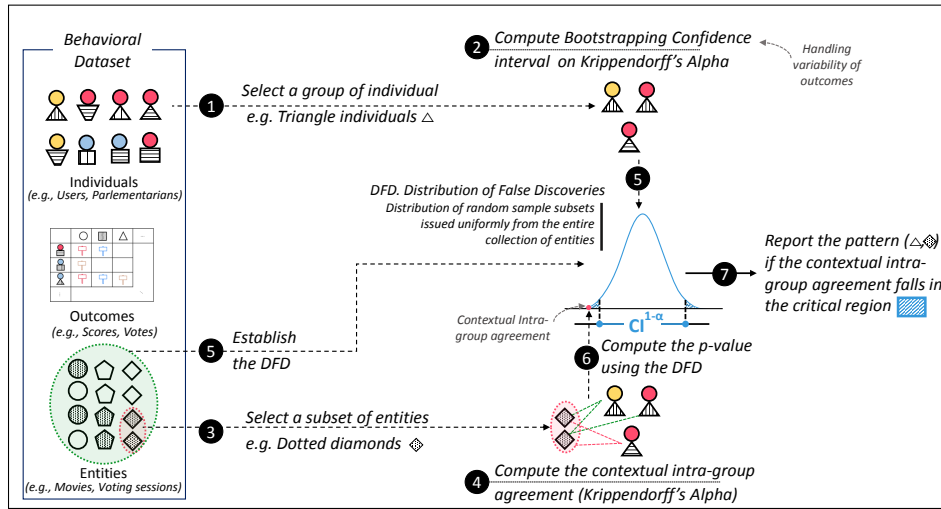 Behavioral
Dataset
Individuals
(e.g., Users, Parlementarians)
Outcomes
(e.g., Scores, Votes)
Entities
(e.g., Movies, Voting sessions)
1
Select a group of individual
e.g. Triangle individuals
2
Compute Bootstrapping Confidence
interval on Krippendorff's Alpha
Handling
variability of
outcomes
5
DFD. Distribution of False Discoveries
Distribution of random sample subsets
issued uniformly from the entire
collection of entities
7
Report the pattern ( , )
if the contextual intra-
group agreement falls in
the critical region
Contextual Intra-
group agreement
CI 1-α
5
Establish
the DFD
6
Compute the p-value
using the DFD
3
Select a subset of entities
e.g. Dotted diamonds
4
Compute the contextual intra-group
agreement (Krippendorff's Alpha)